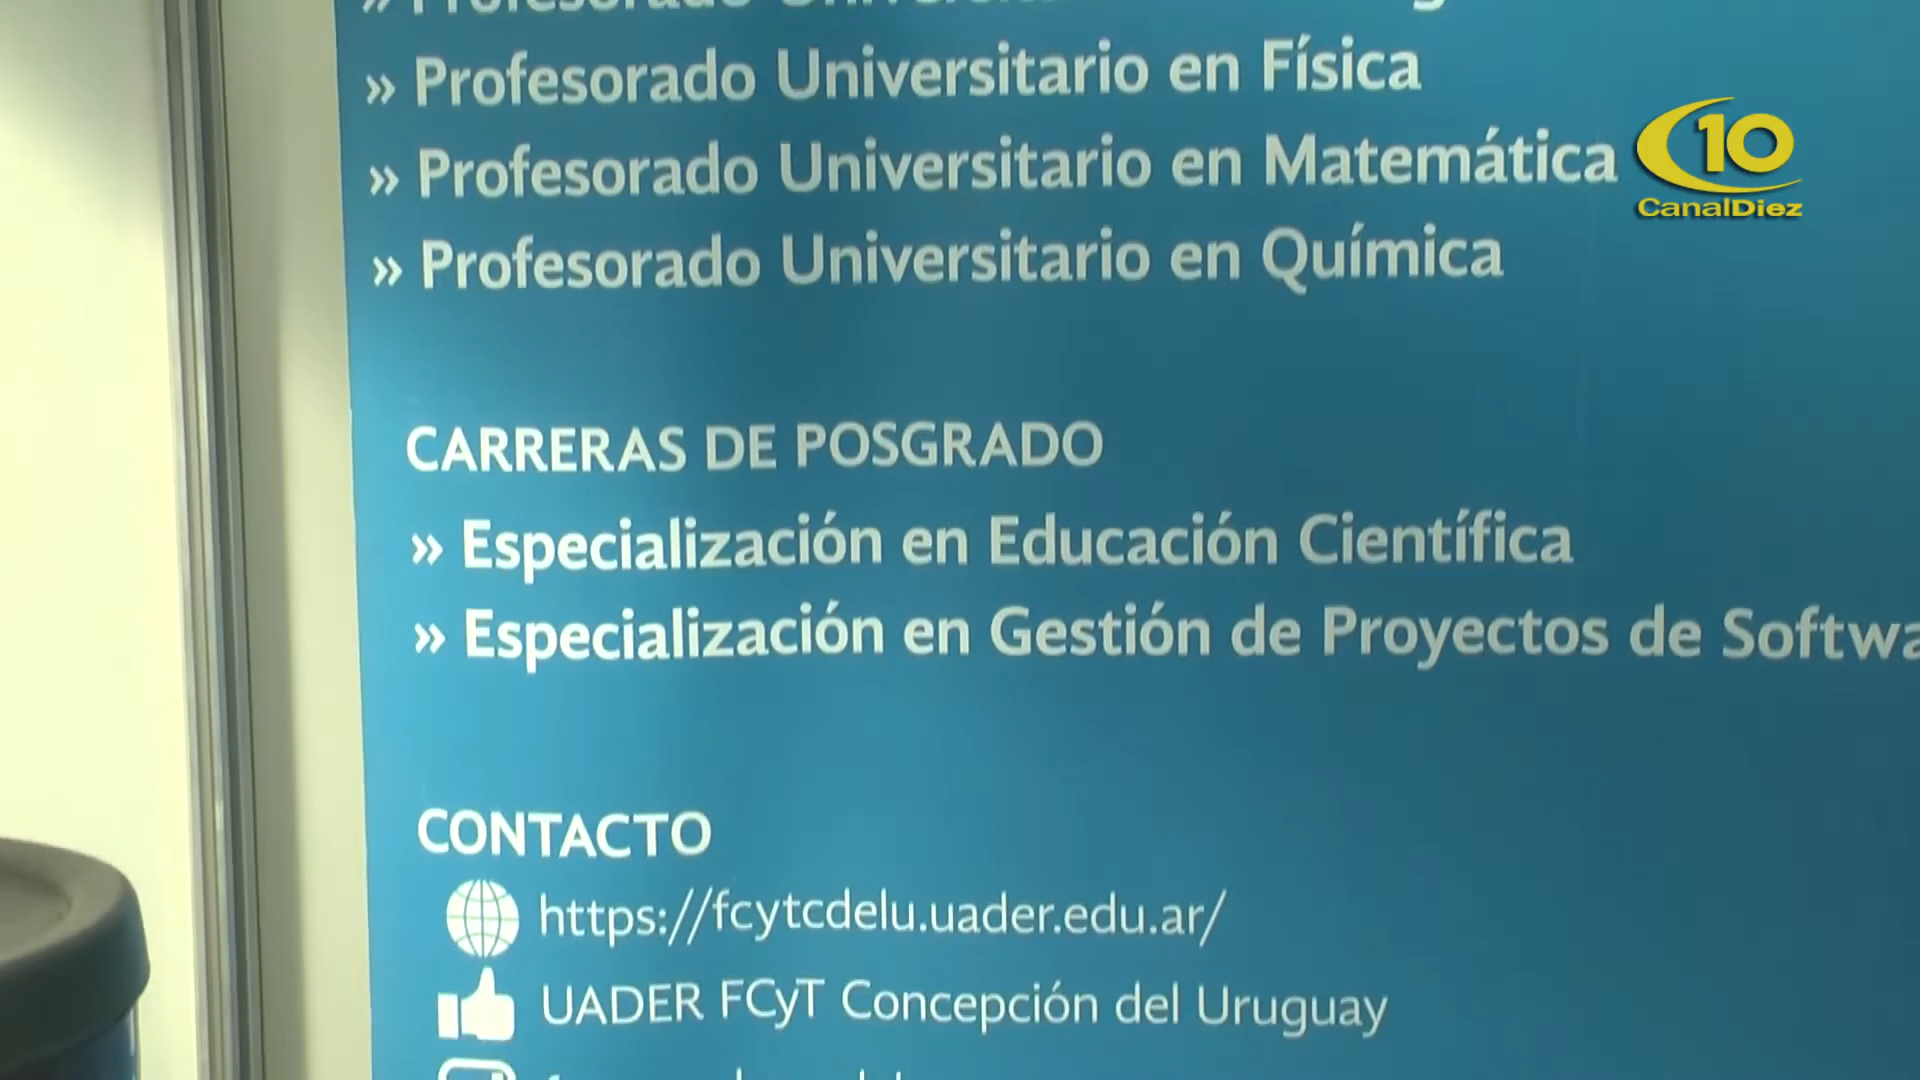 » Profesorado Universitario
» Profesorado Universitario en Física
» Profesorado Universitario en Matemática
» Profesorado Universitario en Química
10
CanalDiez
CARRERAS DE POSGRADO
» Especialización en Educación Científica
» Especialización en Gestión de Proyectos de Softwa
CONTACTO
https://fcytcdelu.uader.edu.ar/
UADER FCyT Concepción del Uruguay